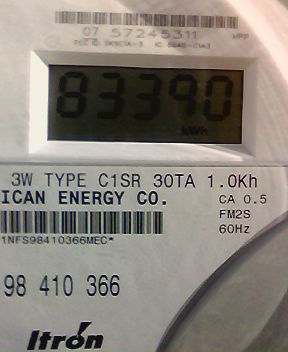 07 57245311 HPP
83390
kWh
3W TYPE C1SR 30TA 1.0Kh
ICAN ENERGY CO.
CA 0.5
FM2S
60Hz
1NFS98410366MEC*
98 410 366
Itron